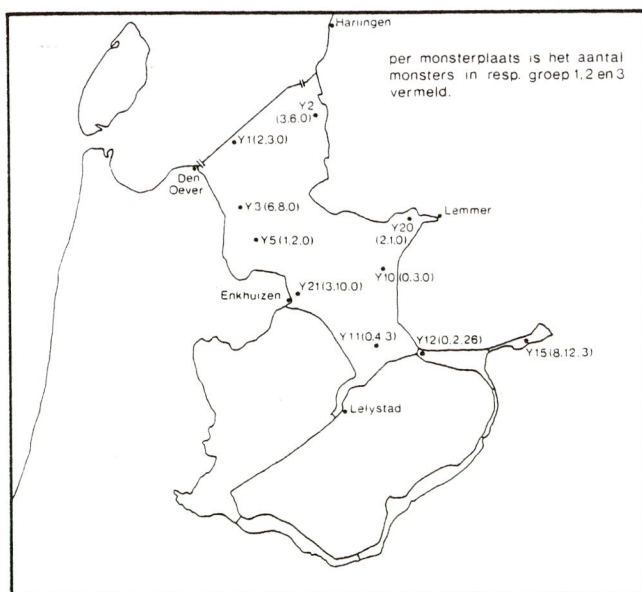 Harlingen
per monsterplaats is het aantal
monsters in resp. groep 1,2 en 3
vermeld.
Y2
(3.6.0)
Y1(2.3.0)
Den
Oever
Y3(6.8.0)
Lemmer
Y20
(2.1.0)
Y5(1.2.0)
Y10(0.3.0)
Y21(3.10.0)
Enkhuizen
Y11(0.4.3)
Y12(0.2.26)
Y15(8.12.3)
Lelystad